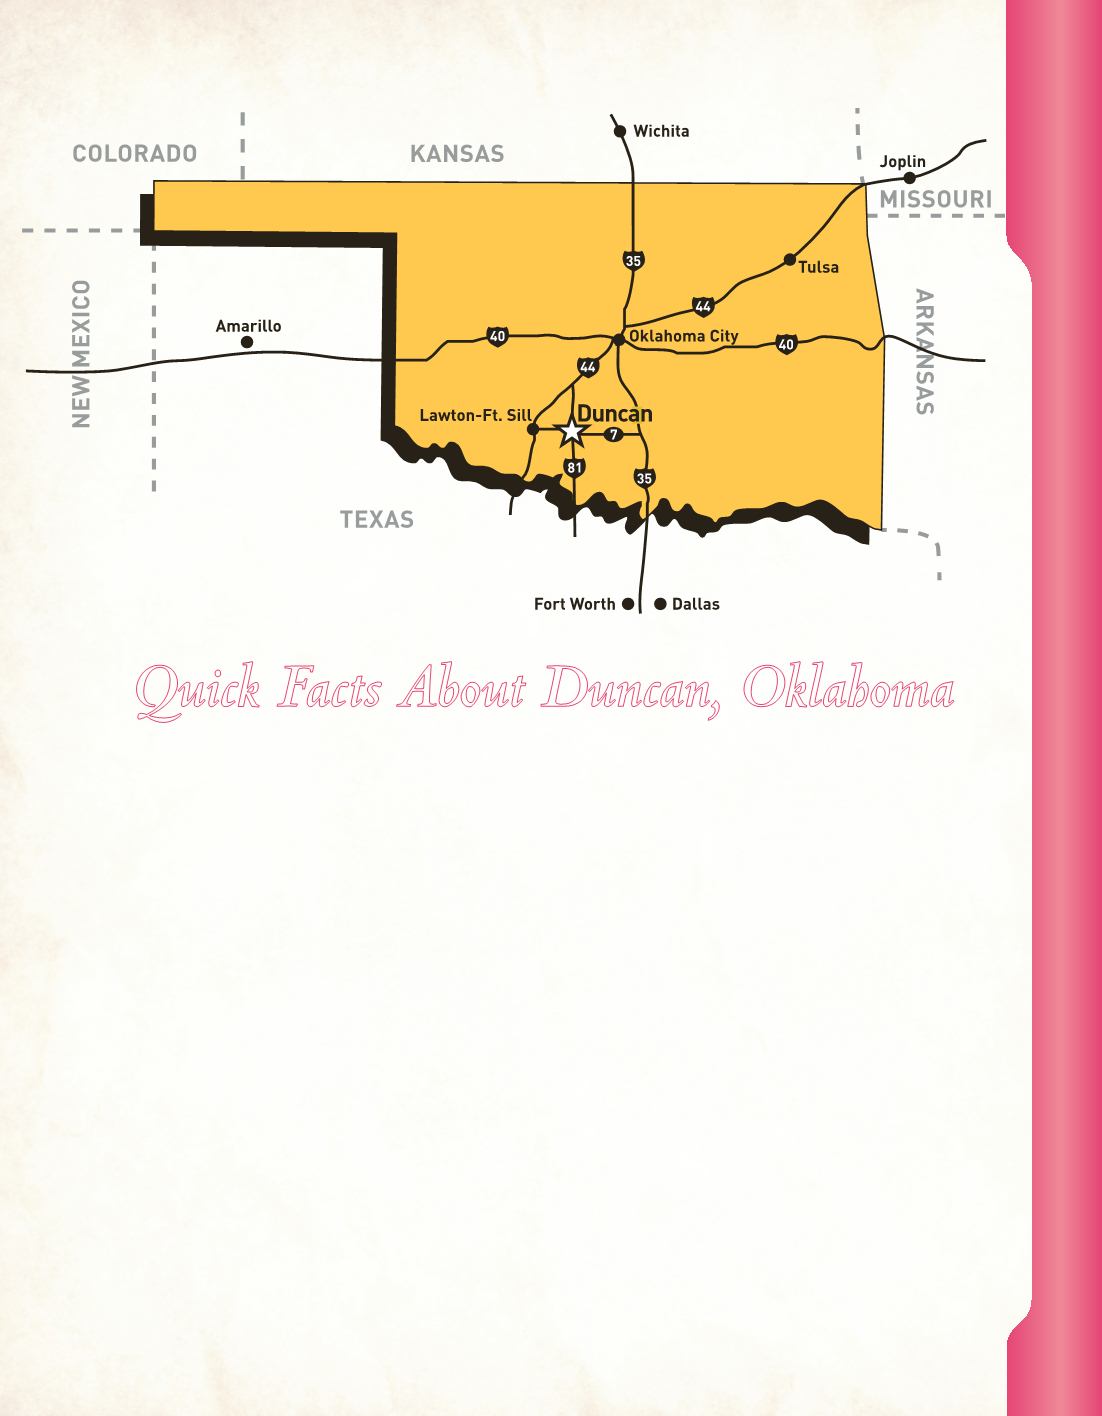 Wichita
COLORADO
KANSAS
Joplin
MISSOURI
35
Tulsa
NEW MEXICO
ARKANSAS
44
Amarillo
40
Oklahoma City
40
44
Lawton-Ft. Sill
Duncan
7
81
35
TEXAS
Fort Worth
Dallas
Quick Facts About Duncan, Oklahoma